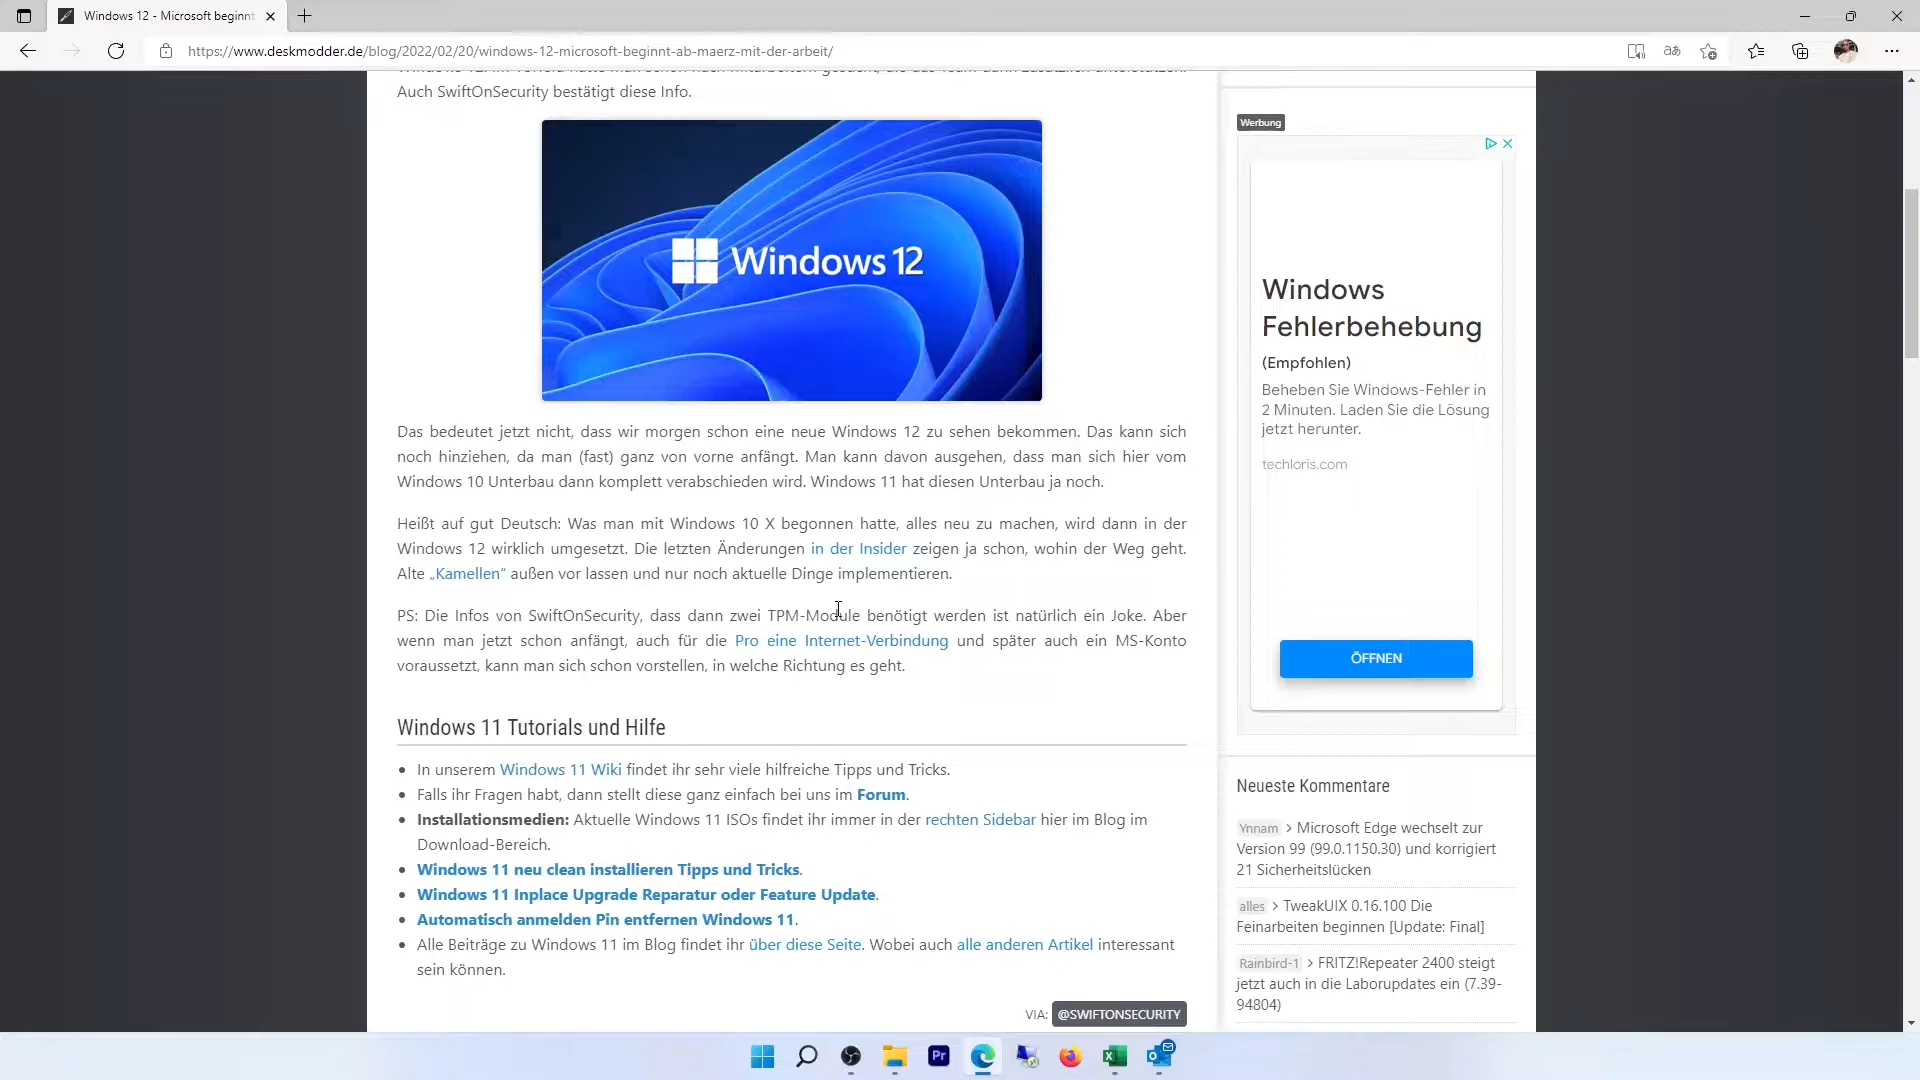 Windows 12 - Microsoft beginnt
https://www.deskmodder.de/blog/2022/02/20/windows-12-microsoft-beginnt-ab-maerz-mit-der-arbeit/
Auch SwiftOnSecurity bestätigt diese Info.
Windows 12
Das bedeutet jetzt nicht, dass wir morgen schon eine neue Windows 12 zu sehen bekommen. Das kann sich
noch hinziehen, da man (fast) ganz von vorne anfängt. Man kann davon ausgehen, dass man sich hier vom
Windows 10 Unterbau dann komplett verabschieden wird. Windows 11 hat diesen Unterbau ja noch.
Heißt auf gut Deutsch: Was man mit Windows 10 X begonnen hatte, alles neu zu machen, wird dann in der
Windows 12 wirklich umgesetzt. Die letzten Änderungen in der Insider zeigen ja schon, wohin der Weg geht.
Alte „Kamellen“ außen vor lassen und nur noch aktuelle Dinge implementieren.
PS: Die Infos von SwiftOnSecurity, dass dann zwei TPM-Module benötigt werden ist natürlich ein Joke. Aber
wenn man jetzt schon anfängt, auch für die Pro eine Internet-Verbindung und später auch ein MS-Konto
voraussetzt, kann man sich schon vorstellen, in welche Richtung es geht.
Windows 11 Tutorials und Hilfe
• In unserem Windows 11 Wiki findet ihr sehr viele hilfreiche Tipps und Tricks.
• Falls ihr Fragen habt, dann stellt diese ganz einfach bei uns im Forum.
• Installationsmedien: Aktuelle Windows 11 ISOs findet ihr immer in der rechten Sidebar hier im Blog im
Download-Bereich.
• Windows 11 neu clean installieren Tipps und Tricks.
• Windows 11 Inplace Upgrade Reparatur oder Feature Update.
• Automatisch anmelden Pin entfernen Windows 11.
• Alle Beiträge zu Windows 11 im Blog findet ihr über diese Seite. Wobei auch alle anderen Artikel interessant
sein können.
VIA: @SWIFTONSECURITY
Werbung
Windows
Fehlerbehebung
(Empfohlen)
Beheben Sie Windows-Fehler in
2 Minuten. Laden Sie die Lösung
jetzt herunter.
techloris.com
ÖFFNEN
Neueste Kommentare
Ynnam > Microsoft Edge wechselt zur
Version 99 (99.0.1150.30) und korrigiert
21 Sicherheitslücken
alles > TweakUIX 0.16.100 Die
Feinarbeiten beginnen [Update: Final]
Rainbird-1 > FRITZ!Repeater 2400 steigt
jetzt auch in die Laborupdates ein (7.39-
94804)
Pr